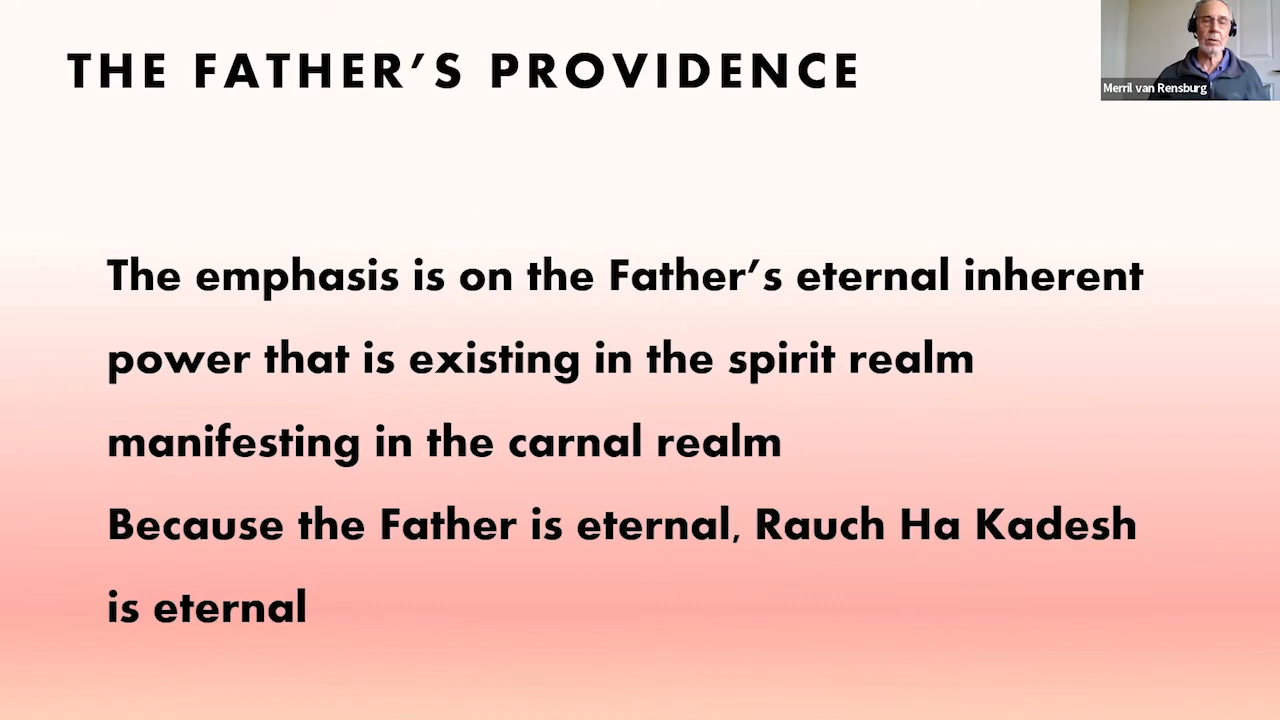 THE FATHER’S PROVIDENCE
Merril van Rensburg
The emphasis is on the Father’s eternal inherent
power that is existing in the spirit realm
manifesting in the carnal realm
Because the Father is eternal, Rauch Ha Kadesh
is eternal